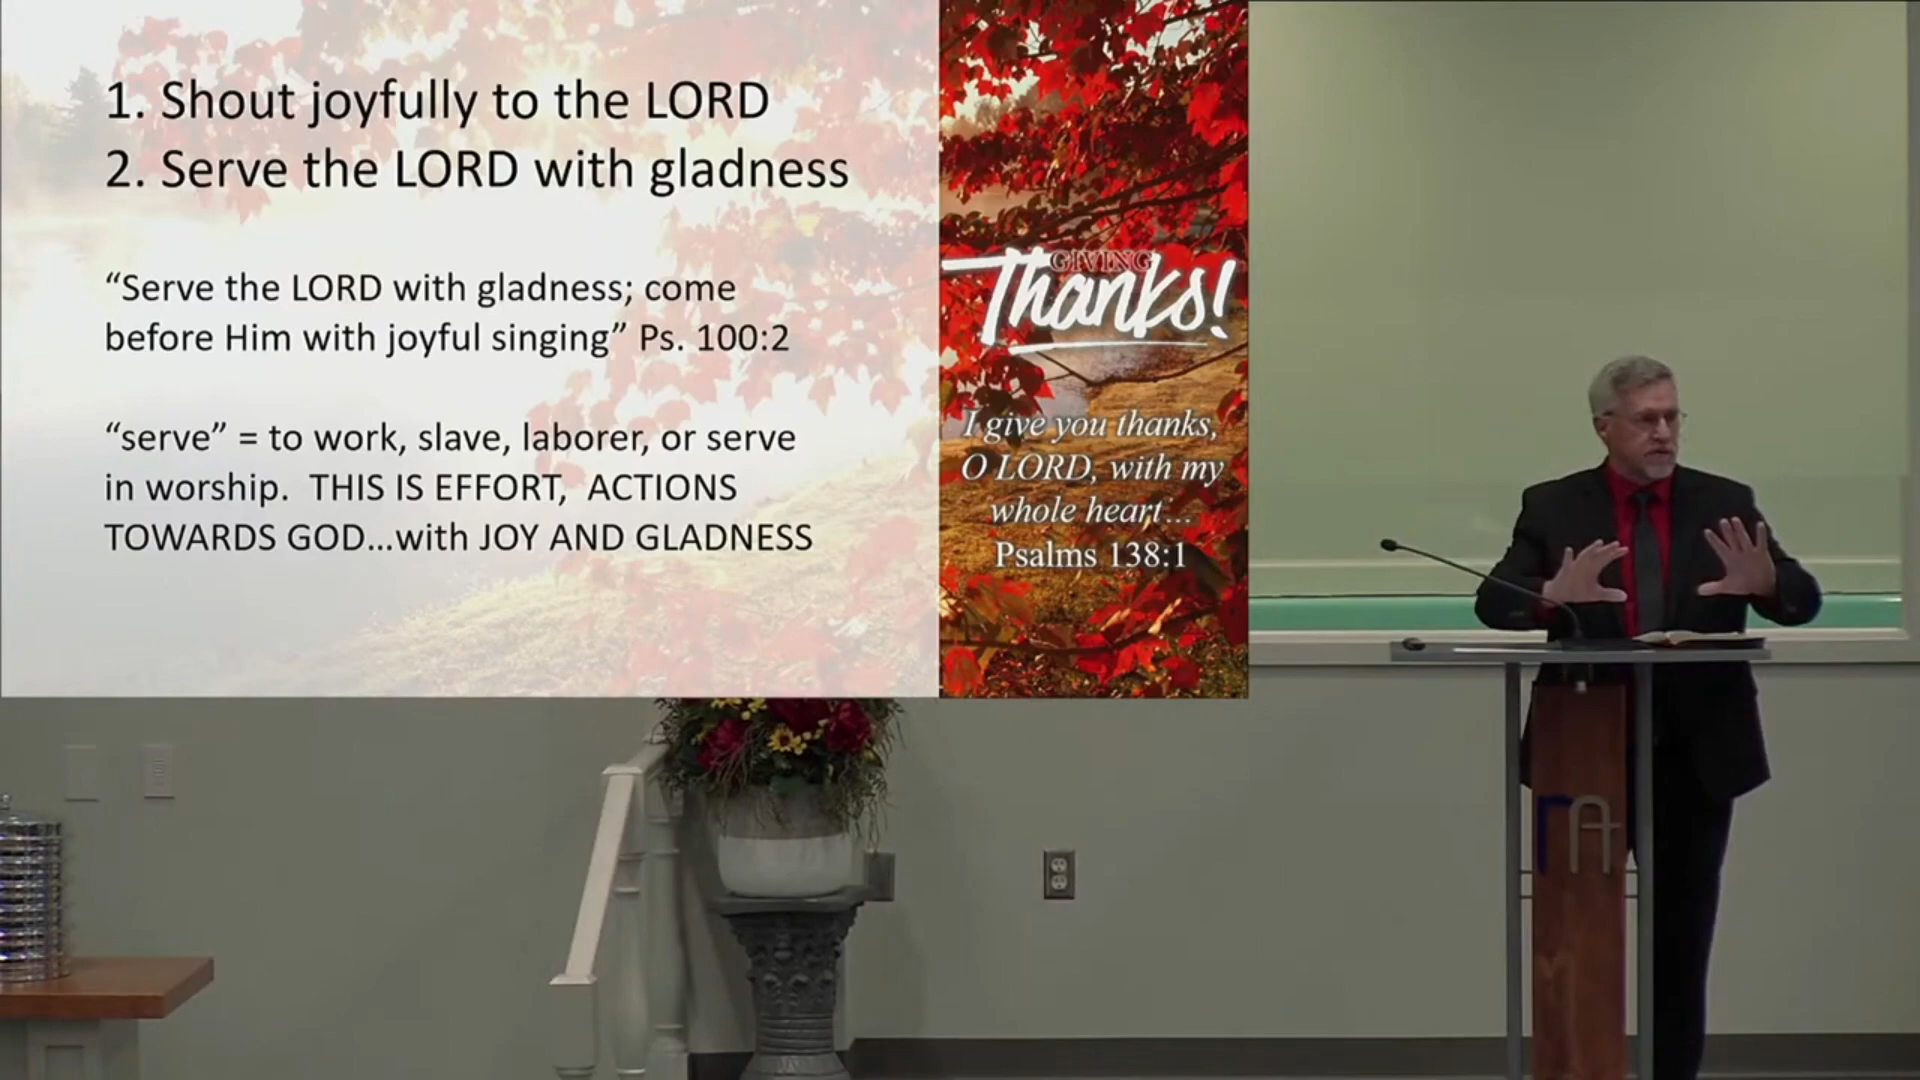 1. Shout joyfully to the LORD
2. Serve the LORD with gladness
“Serve the LORD with gladness; come
before Him with joyful singing” Ps. 100:2
“serve” = to work, slave, laborer, or serve
in worship.  THIS IS EFFORT,  ACTIONS
TOWARDS GOD...with JOY AND GLADNESS
GIVING
Thanks!
I give you thanks,
O LORD, with my
whole heart...
Psalms 138:1